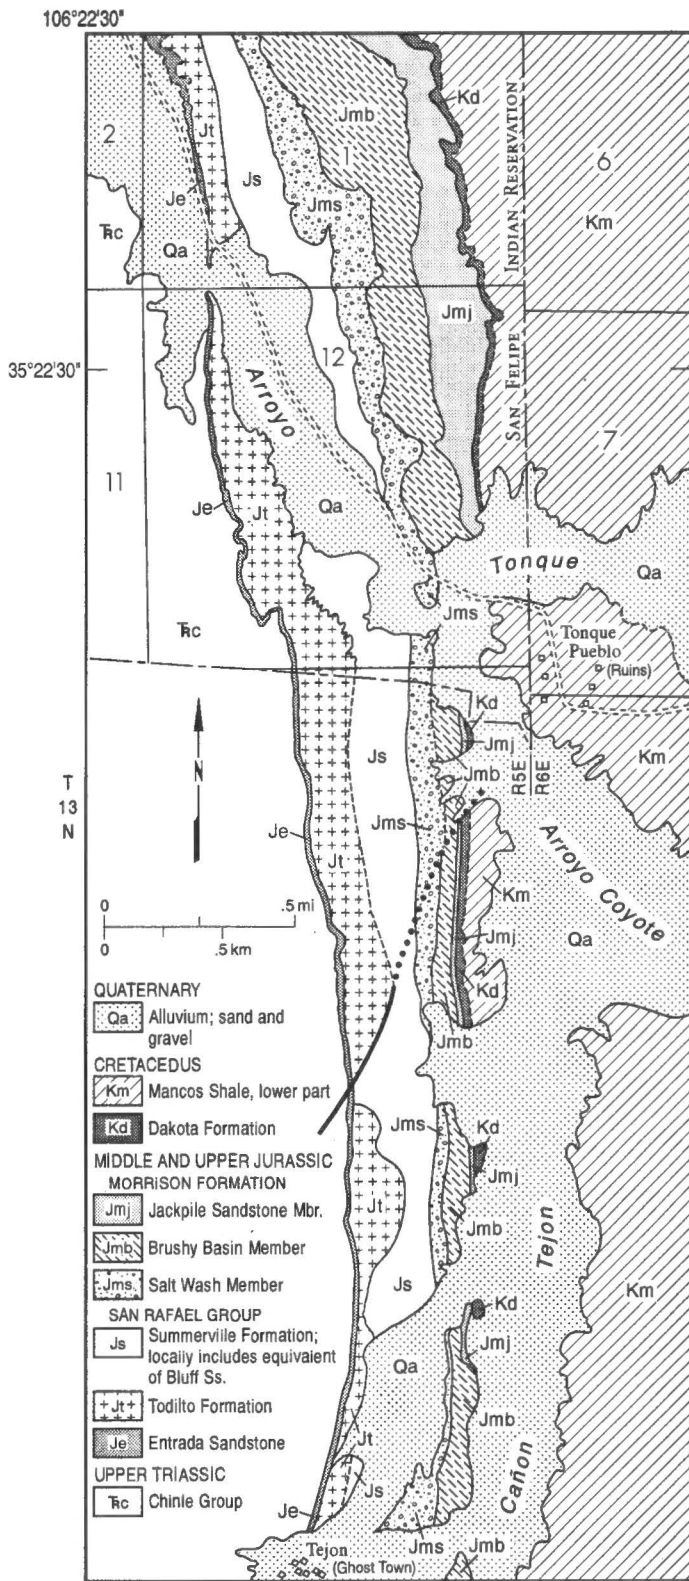 106°22'30"
Kd
Jmb
2
Jt
1
INDIAN RESERVATION
6
Js
Je
Jms
TRC
Km
Qa
Jmj
35°22'30"
12
Arroyo
SAN FELIPE
7
11
Je
Jt
Qa
Tonque
Qa
Jms
TRC
Tonque
Pueblo
(Ruins)
Kd
Js
Jmj
Km
N
Jmb
R5E
R6E
T
13
N
Je
Jms
Jt
Arroyo Coyote
Km
0 .5 mi
0 .5 km
Jmj
Qa
Kd
QUATERNARY
Qa Alluvium; sand and
gravel
Jmb
CRETACEDUS
Km Mancos Shale, lower part
Jms
Kd
Kd Dakota Formation
MIDDLE AND UPPER JURASSIC
MORRISON FORMATION
Jmj
Jt
Jmj Jackpile Sandstone Mbr.
Jmb
Tejon
Jmb Brushy Basin Member
Jms Salt Wash Member
Js
Km
Kd
SAN RAFAEL GROUP
Js Summerville Formation;
locally includes equivaient
of Bluff Ss.
Jmj
Qa
Jt Todilto Formation
Jmb
Je Entrada Sandstone
Jt
Cañon
UPPER TRIASSIC
Js
TRC Chinle Group
Je
Jms
Tejon
(Ghost Town)
Jmb